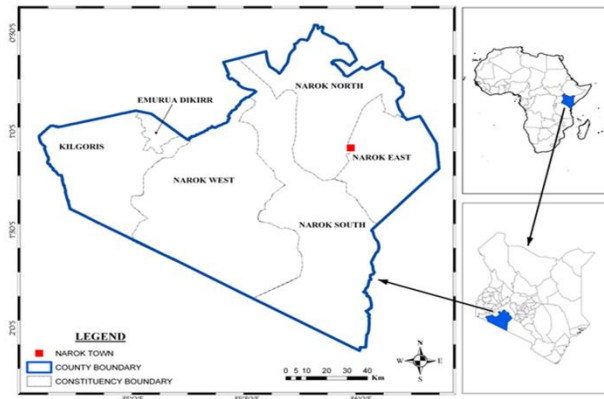 NAROK NORTH
EMURUA DIKIRR
KILGORIS
NAROK EAST
NAROK WEST
NAROK SOUTH
LEGEND
NAROK TOWN
COUNTY BOUNDARY
CONSTITUENCY BOUNDARY
N
W E
S
0 5 10 20 30 40
Km